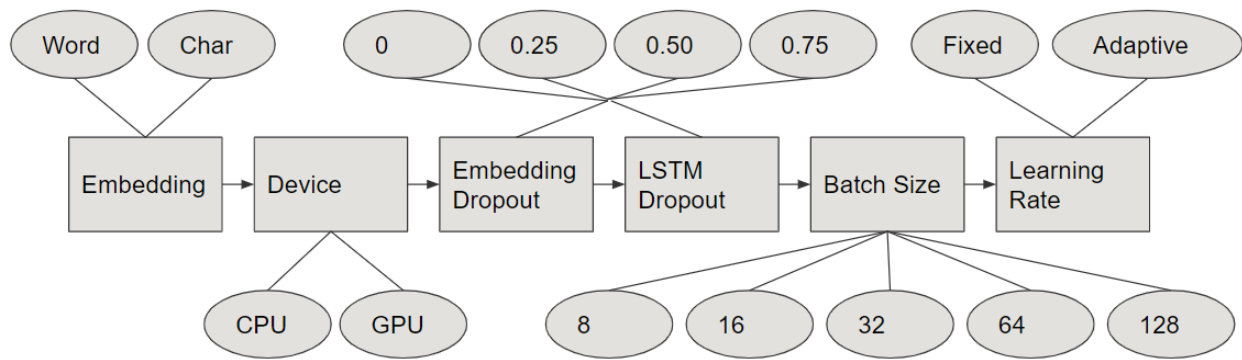 Word
Char
0
0.25
0.50
0.75
Fixed
Adaptive
Embedding
Device
Embedding
Dropout
LSTM
Dropout
Batch Size
Learning
Rate
CPU
GPU
8
16
32
64
128